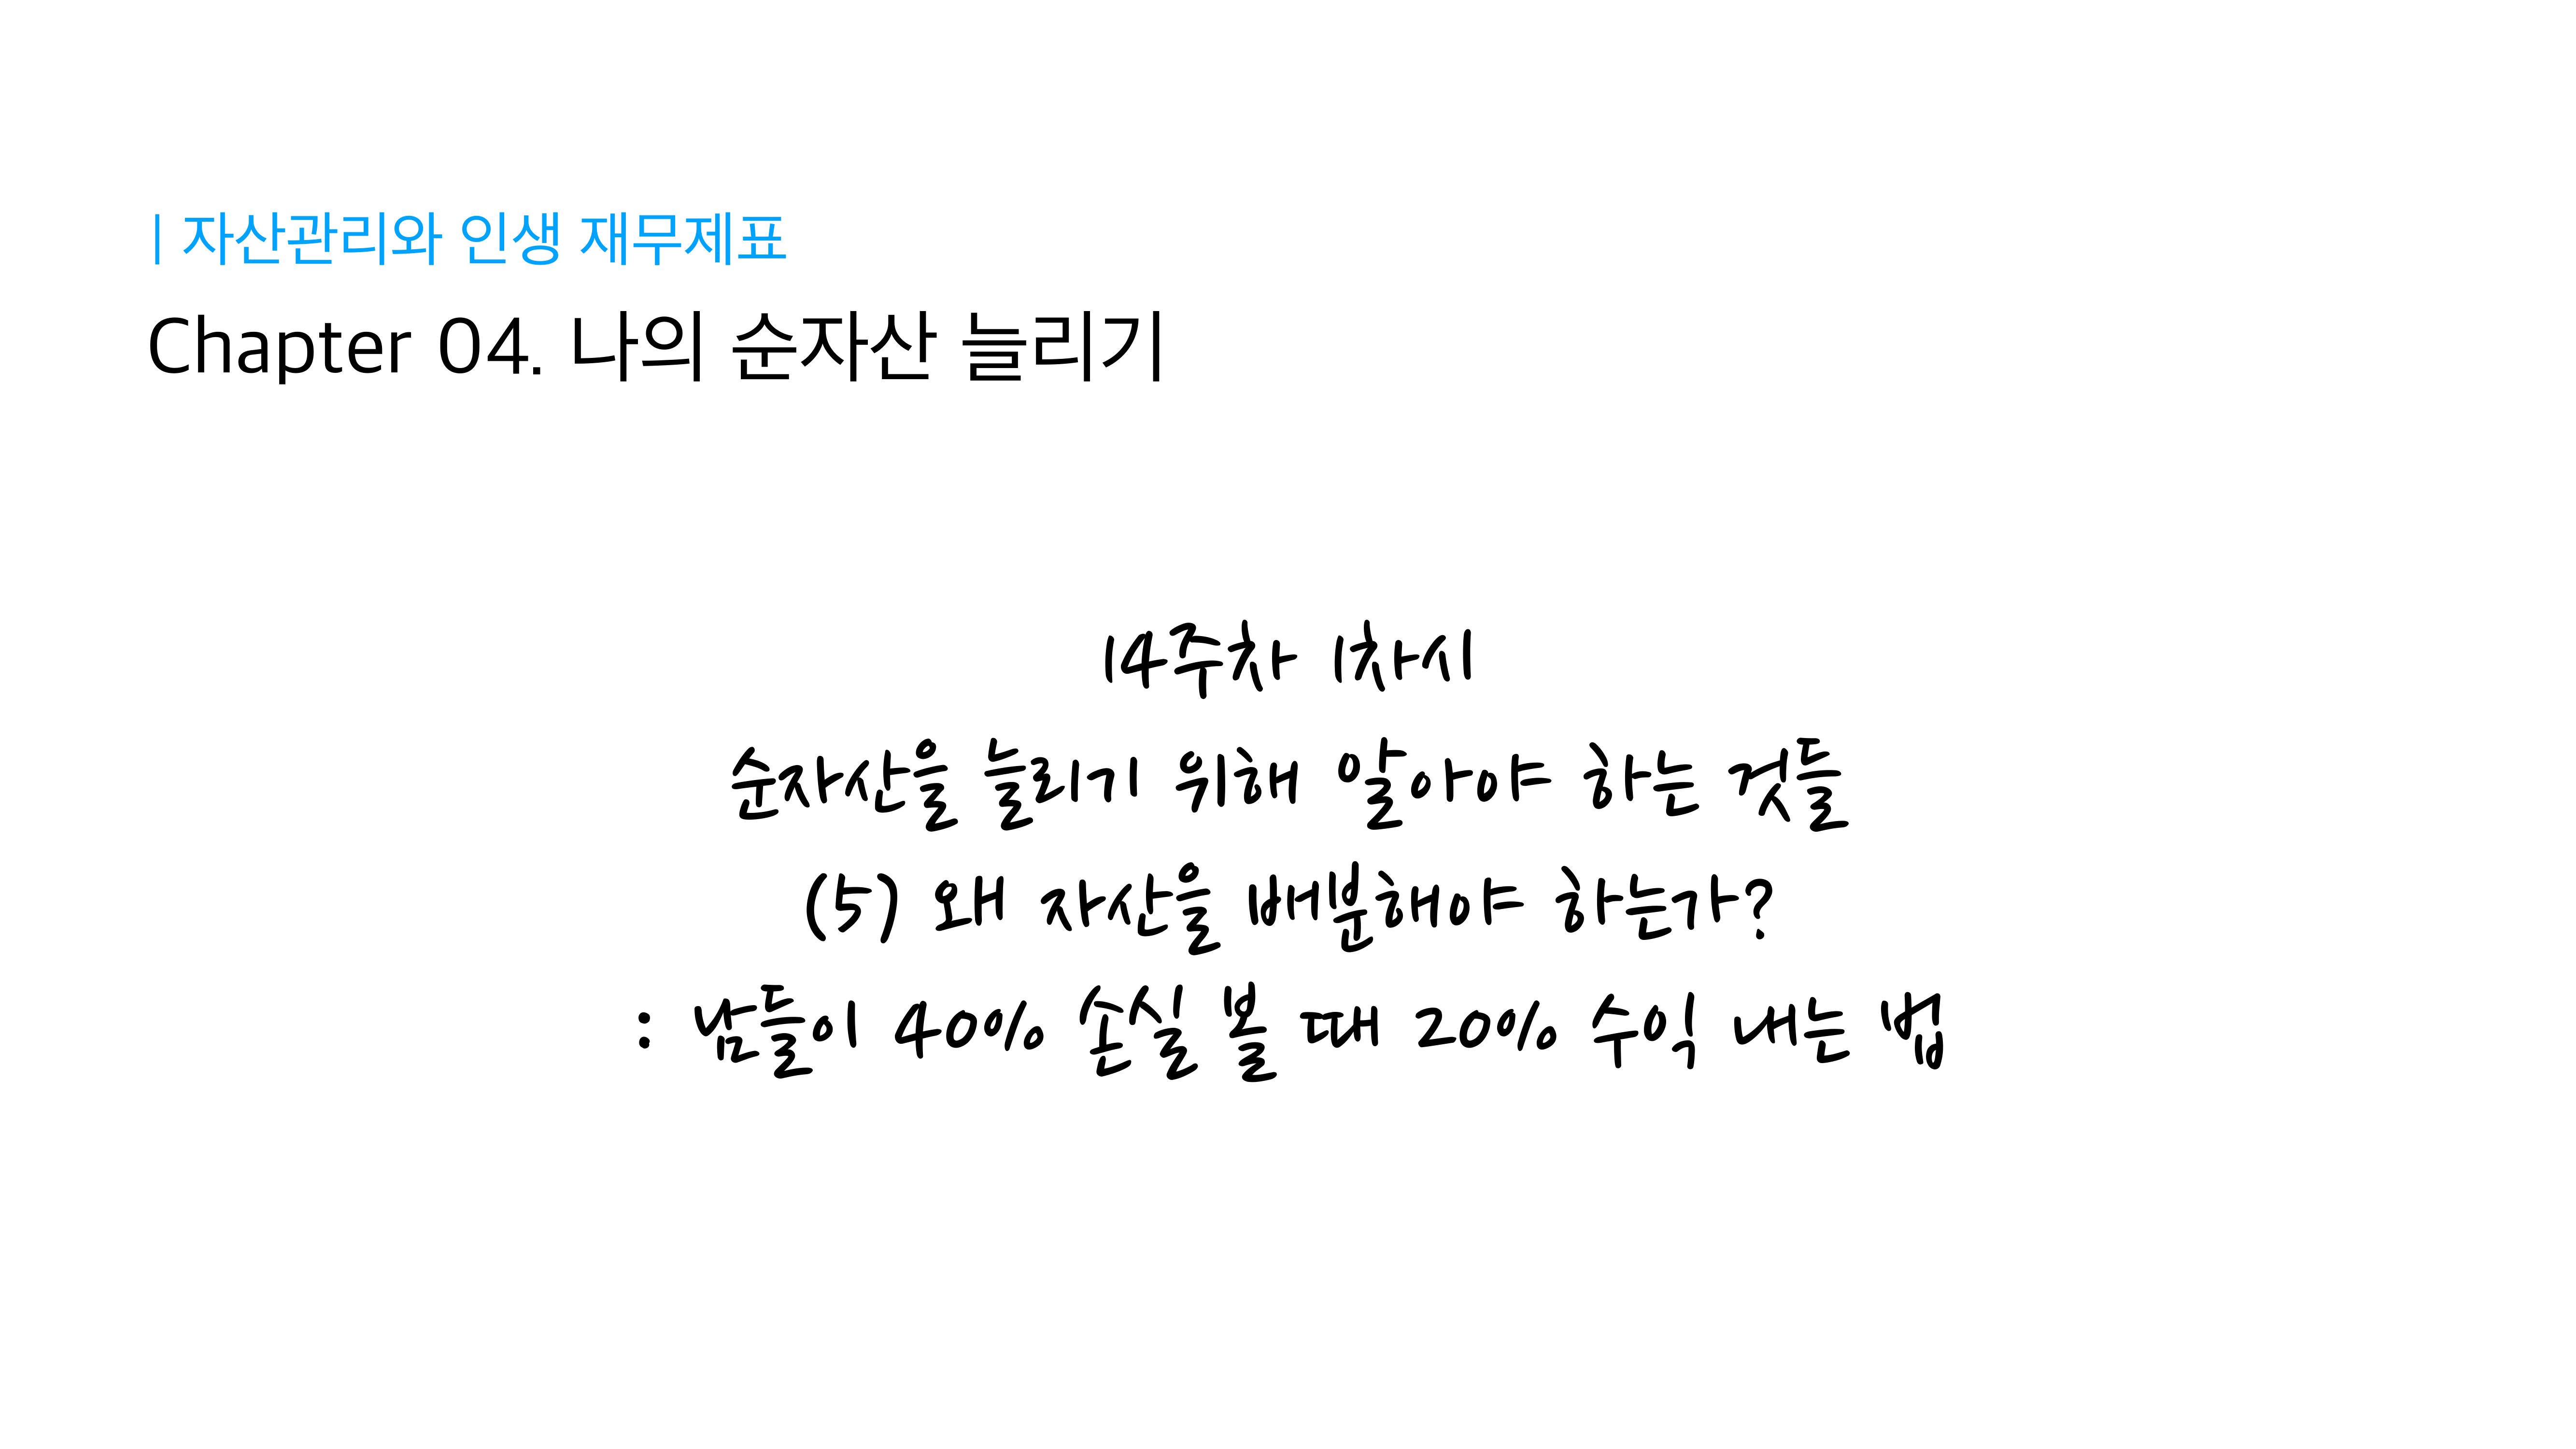 | 자산관리와 인생 재무제표
Chapter 04. 나의 순자산 늘리기
14주차 1차시
순자산을 늘리기 위해 알아야 하는 것들
(5) 왜 자산을 배분해야 하는가?
: 남들이 40% 손실 볼 때 20% 수익 내는 법